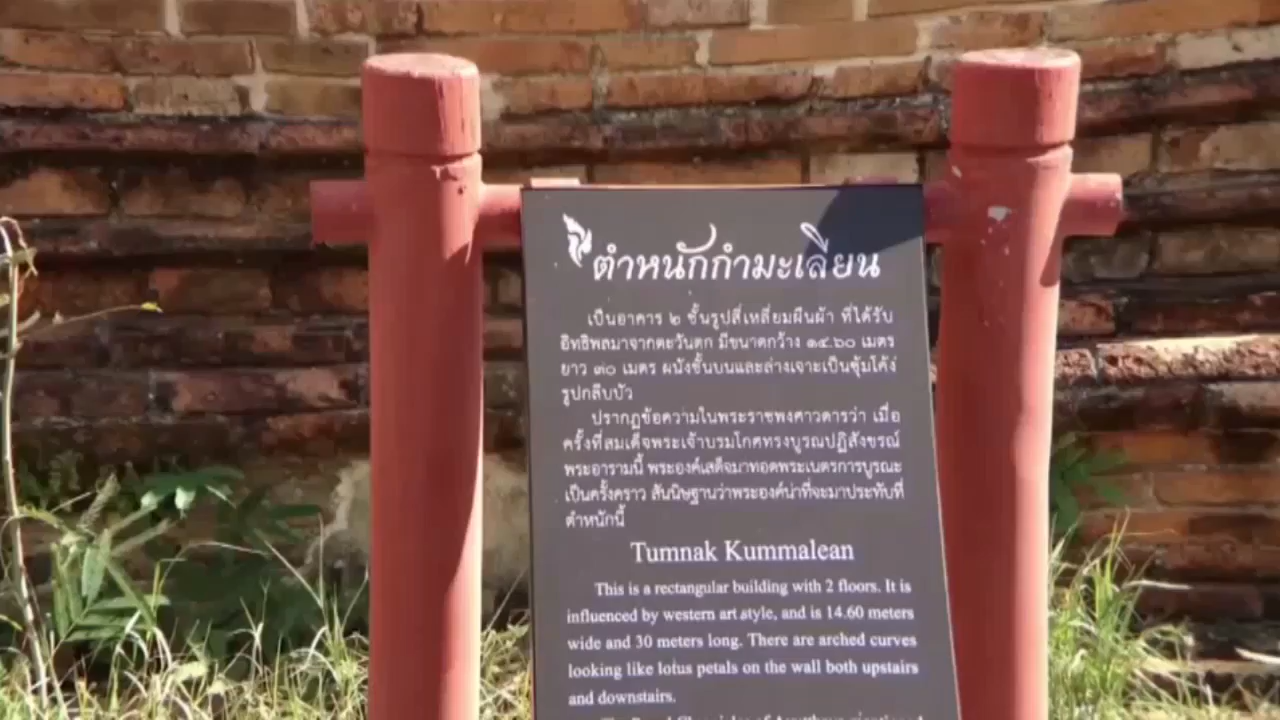 ตำหนักกำมะเลียน
เป็นอาคาร ๒ ชั้นรูปสี่เหลี่ยมผืนผ้า ที่ได้รับ
อิทธิพลมาจากตะวันตก มีขนาดกว้าง ๑๔.๖๐ เมตร
ยาว ๓๐ เมตร ผนังชั้นบนและล่างเจาะเป็นซุ้มโค้ง
รูปกลีบบัว
ปรากฏข้อความในพระราชพงศาวดารว่า เมื่อ
ครั้งที่สมเด็จพระเจ้าบรมโกศทรงบูรณปฏิสังขรณ์
พระอารามนี้ พระองค์เสด็จมาทอดพระเนตรการบูรณะ
เป็นครั้งคราว สันนิษฐานว่าพระองค์น่าที่จะมาประทับที่
ตำหนักนี้
Tumnak Kummalean
This is a rectangular building with 2 floors. It is
influenced by western art style, and is 14.60 meters
wide and 30 meters long. There are arched curves
looking like lotus petals on the wall both upstairs
and downstairs.